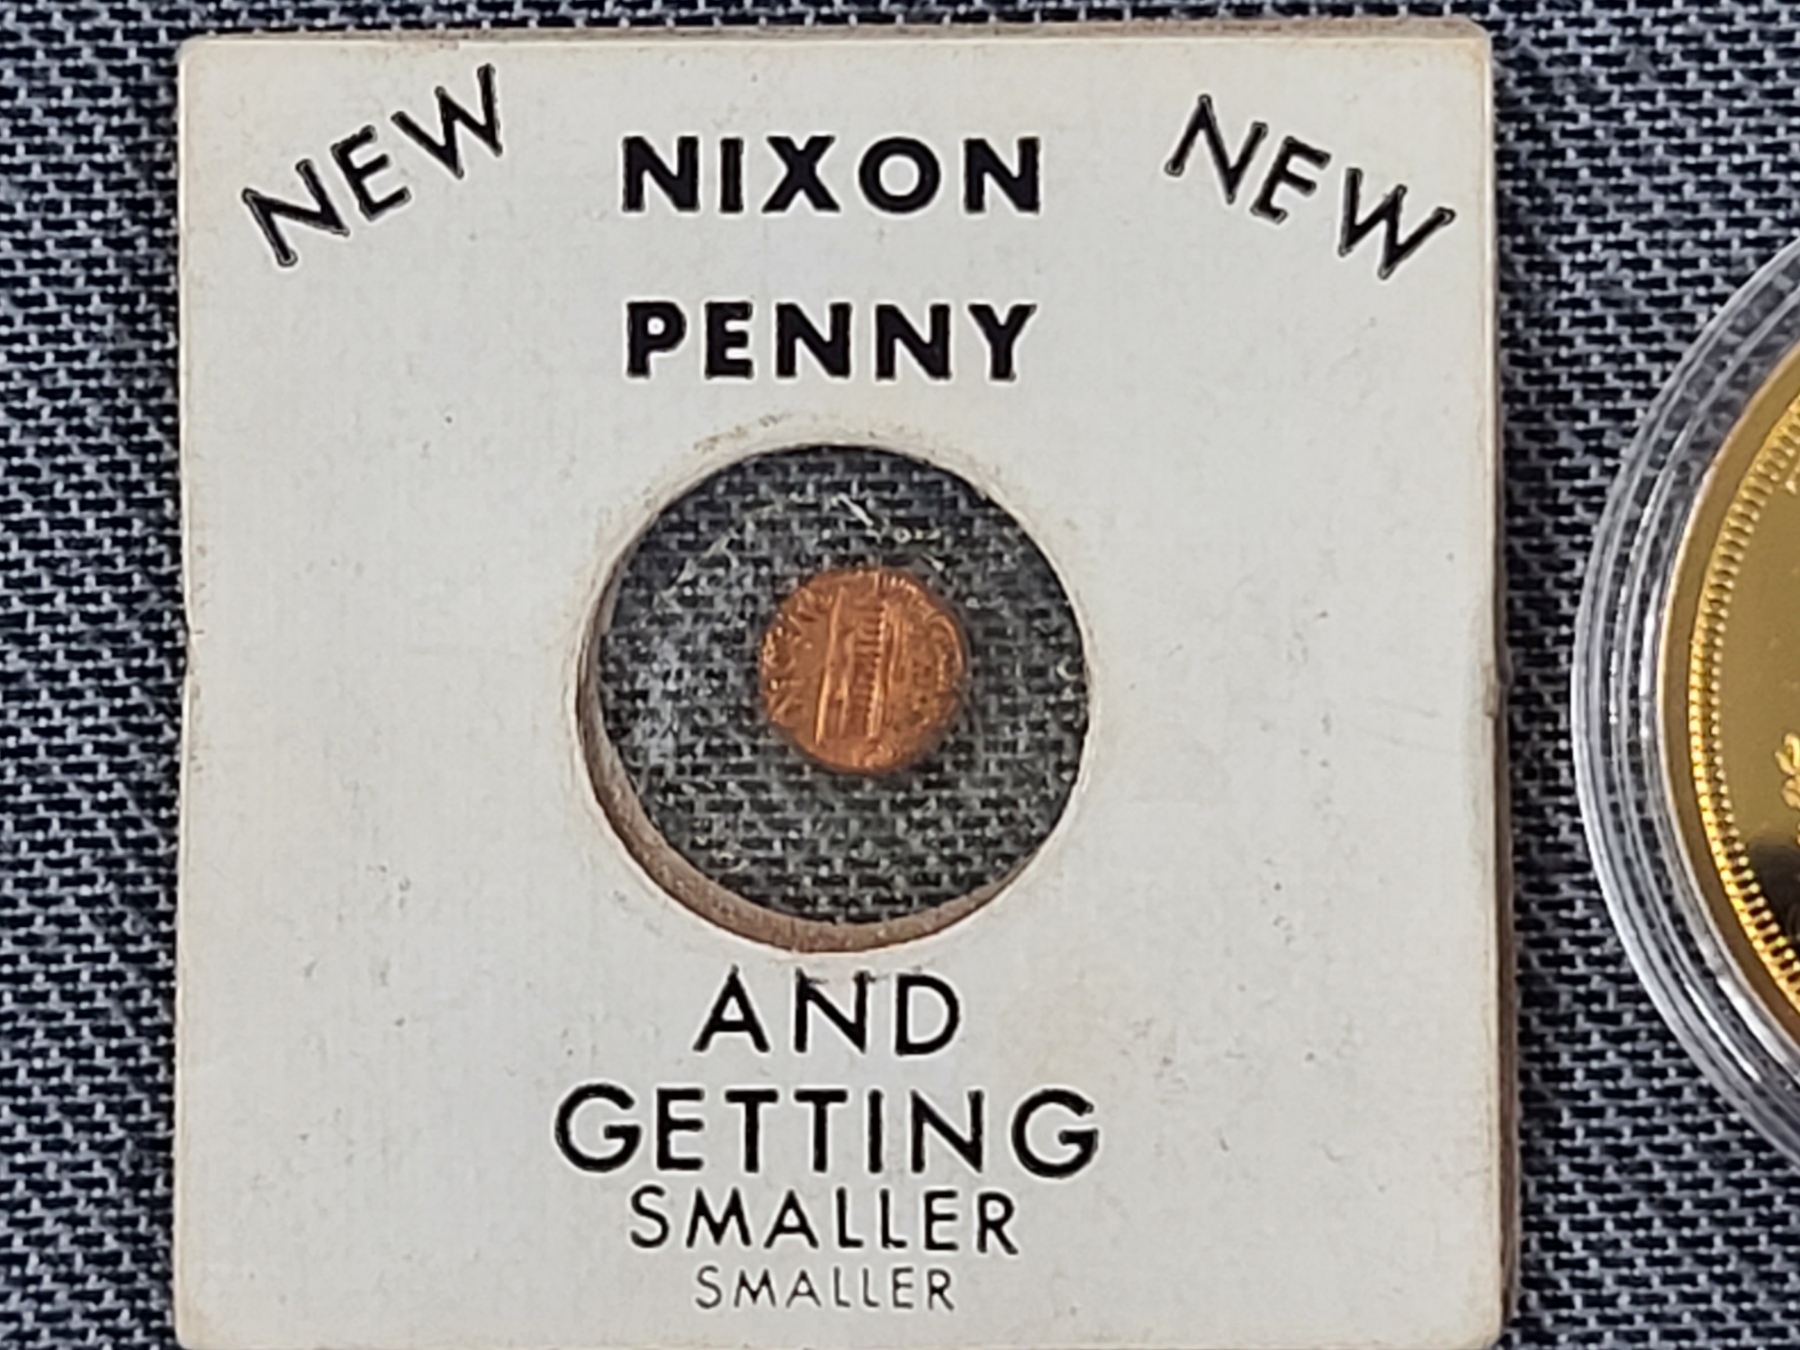 NEW NIXON NEW
PENNY
AND
GETTING
SMALLER
SMALLER